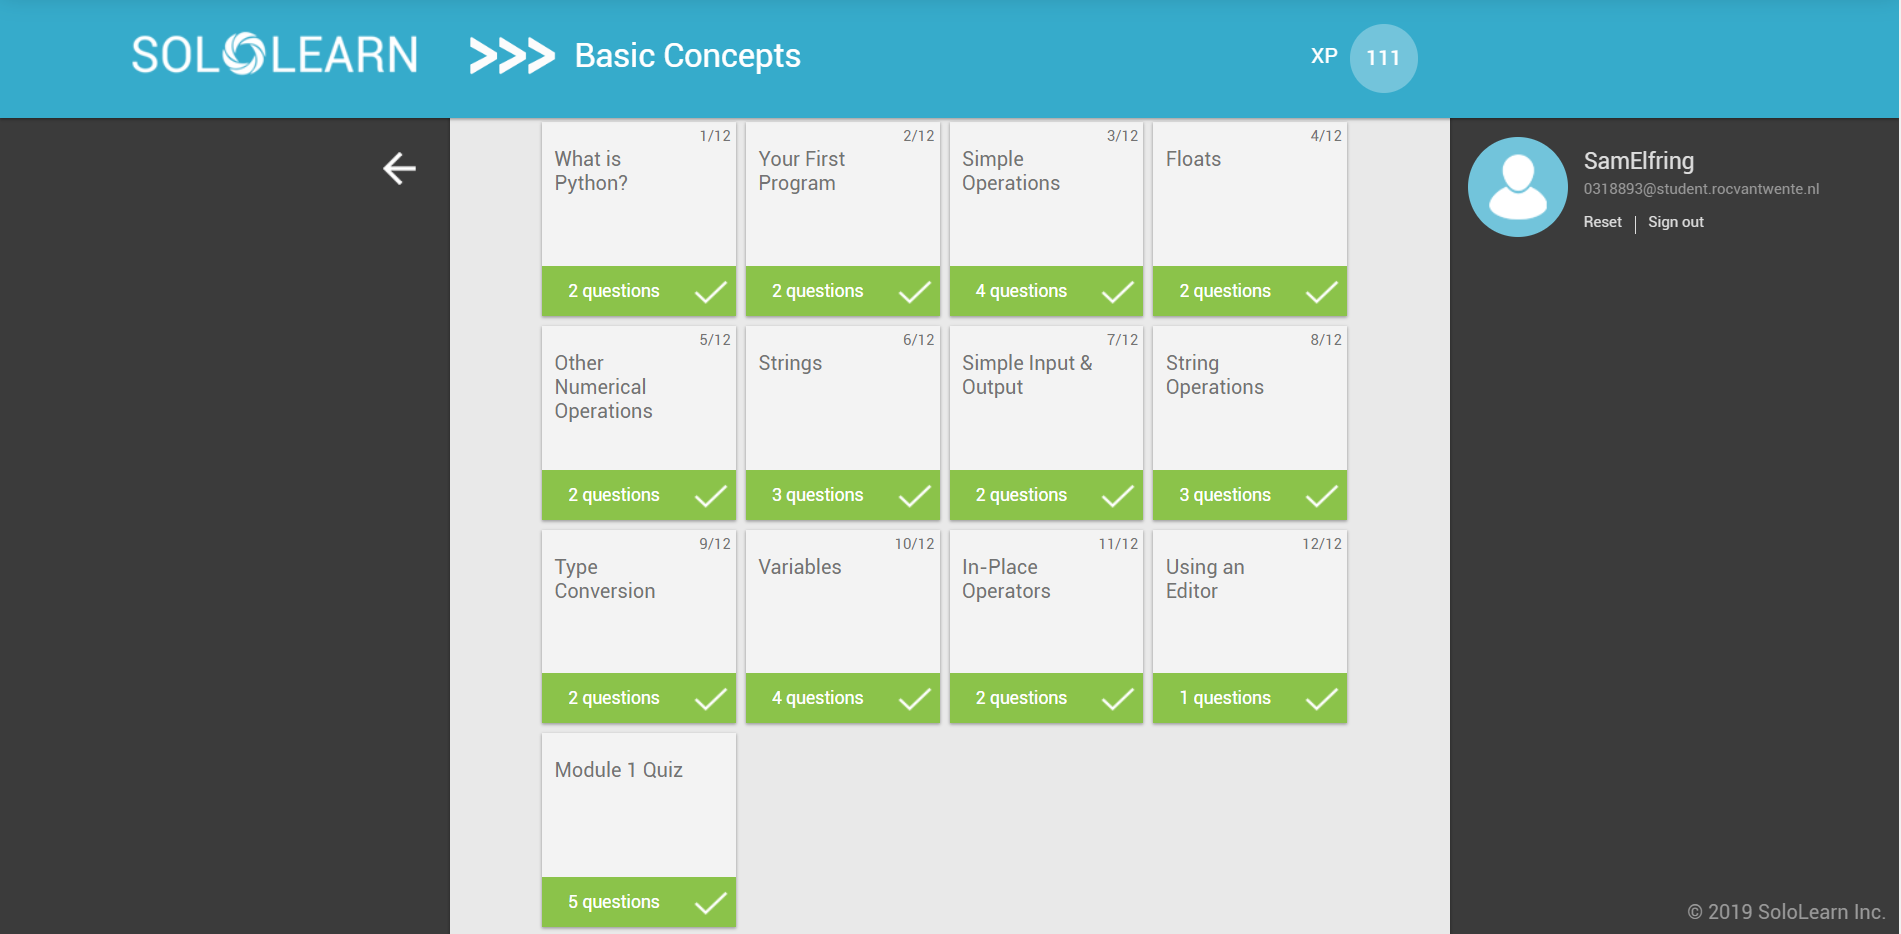 SOLOLEARN >>> Basic Concepts XP 111
1/12
What is
Python?
2 questions
2/12
Your First
Program
2 questions
3/12
Simple
Operations
4 questions
4/12
Floats
2 questions
5/12
Other
Numerical
Operations
2 questions
6/12
Strings
3 questions
7/12
Simple Input &
Output
2 questions
8/12
String
Operations
3 questions
9/12
Type
Conversion
2 questions
10/12
Variables
4 questions
11/12
In-Place
Operators
2 questions
12/12
Using an
Editor
1 questions
Module 1 Quiz
5 questions
SamElfring
0318893@student.rocvantwente.nl
Reset | Sign out
© 2019 SoloLearn Inc.